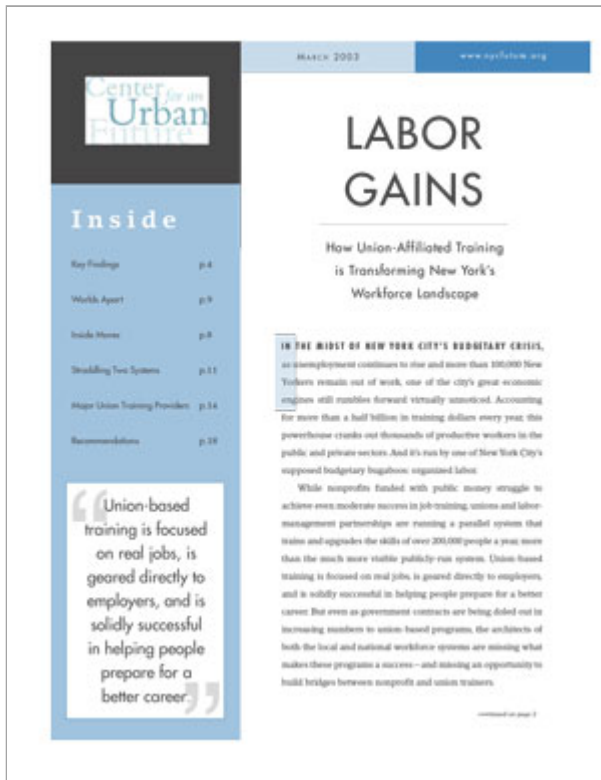 Center for an
Urban
Future
MARCH 2003
www.nycfuture.org
LABOR
GAINS
How Union-Affiliated Training
is Transforming New York's
Workforce Landscape
Inside
Key Findings p.4
Worlds Apart p.9
Inside Moves p.8
Straddling Two Systems p.11
Major Union Training Providers p.14
Recommendations p.18
“Union-based
training is focused
on real jobs, is
geared directly to
employers, and is
solidly successful
in helping people
prepare for a
better career.”
IN THE MIDST OF NEW YORK CITY'S BUDGETARY CRISIS,
as unemployment continues to rise and more than 100,000 New
Yorkers remain out of work, one of the city's great economic
engines still rumbles forward virtually unnoticed. Accounting
for more than a half billion in training dollars every year, this
powerhouse cranks out thousands of productive workers in the
public and private sectors. And it's run by one of New York City's
supposed budgetary bugaboos: organized labor.
While nonprofits funded with public money struggle to
achieve even moderate success in job training, unions and labor-
management partnerships are running a parallel system that
trains and upgrades the skills of over 200,000 people a year, more
than the much more visible publicly-run system. Union-based
training is focused on real jobs, is geared directly to employers,
and is solidly successful in helping people prepare for a better
career. But even as government contracts are being doled out in
increasing numbers to union-based programs, the architects of
both the local and national workforce systems are missing what
makes these programs a success—and missing an opportunity to
build bridges between nonprofit and union trainers.
continued on page 2